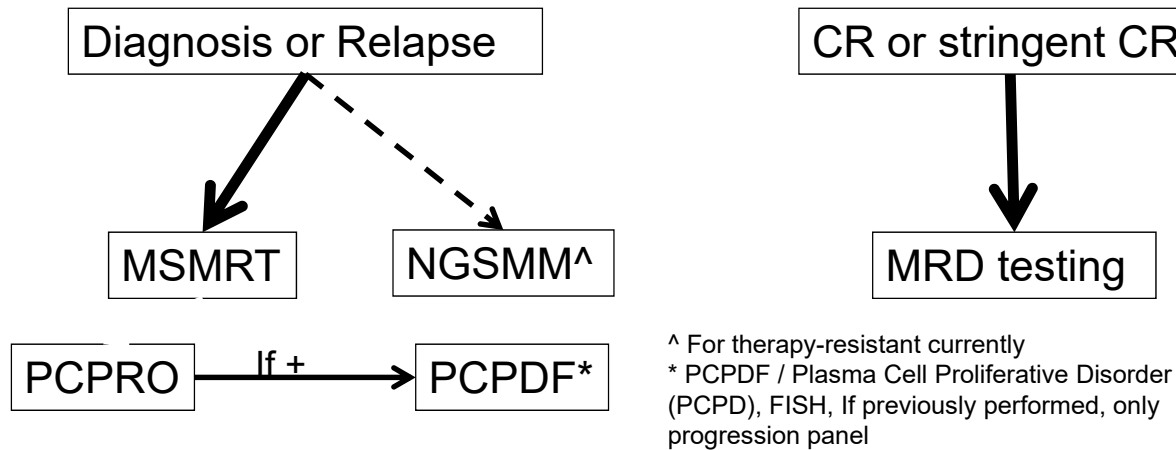 Diagnosis or Relapse
CR or stringent CR
MSMRT
NGSMM^
MRD testing
PCPRO
If +
PCPDF*
^ For therapy-resistant currently
* PCPDF / Plasma Cell Proliferative Disorder
(PCPD), FISH, If previously performed, only
progression panel